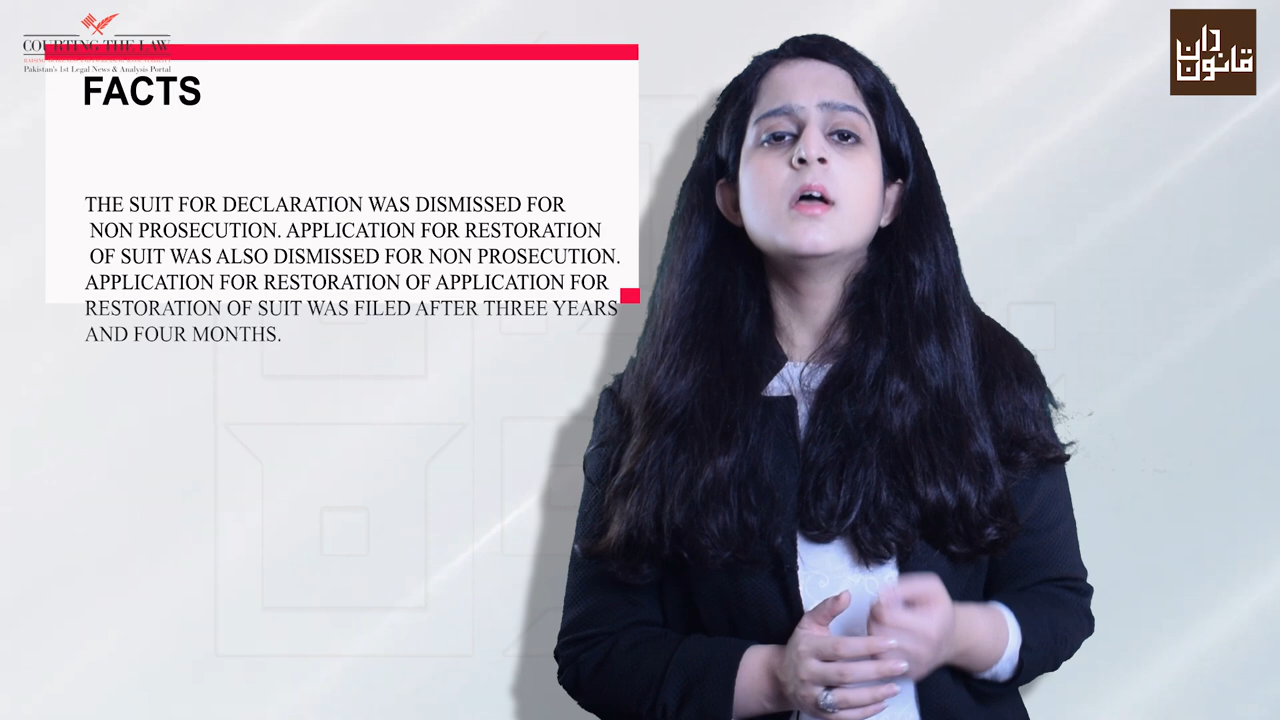 COURTING THE LAW
Pakistan's 1st Legal News & Analysis Portal
FACTS
THE SUIT FOR DECLARATION WAS DISMISSED FOR
NON PROSECUTION. APPLICATION FOR RESTORATION
OF SUIT WAS ALSO DISMISSED FOR NON PROSECUTION.
APPLICATION FOR RESTORATION OF APPLICATION FOR
RESTORATION OF SUIT WAS FILED AFTER THREE YEARS
AND FOUR MONTHS.
قانون دان